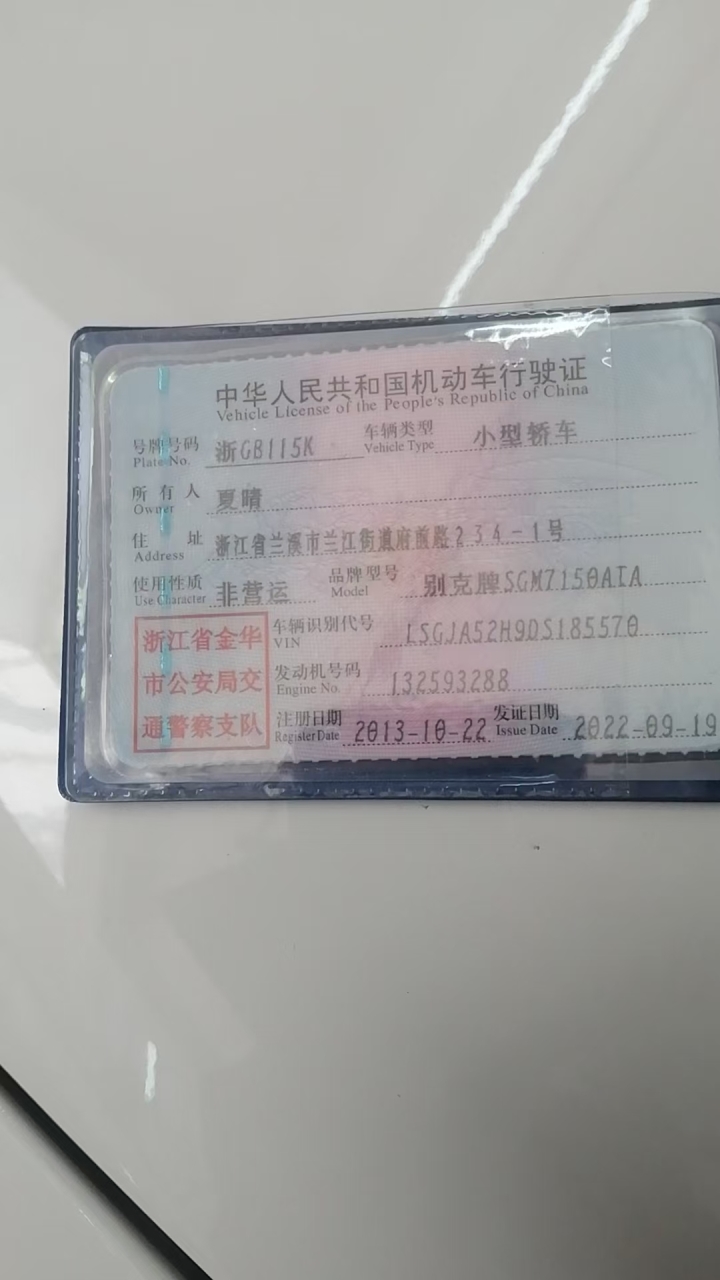 中华人民共和国机动车行驶证
Vehicle License of the People's Republic of China
号牌号码 浙GB115K 车辆类型 小型轿车
Plate No. Vehicle Type
所有人 夏晴
Owner
住址 浙江省兰溪市兰江街道府前路234-1号
Address
使用性质 非营运 品牌型号 别克牌SGM7150ATA
Use Character Model
浙江省金华 车辆识别代号 LSGJA52H9DS185570
VIN
市公安局交 发动机号码 132593288
Engine No.
通警察支队 注册日期 2013-10-22 发证日期 2022-09-19
Register Date Issue Date